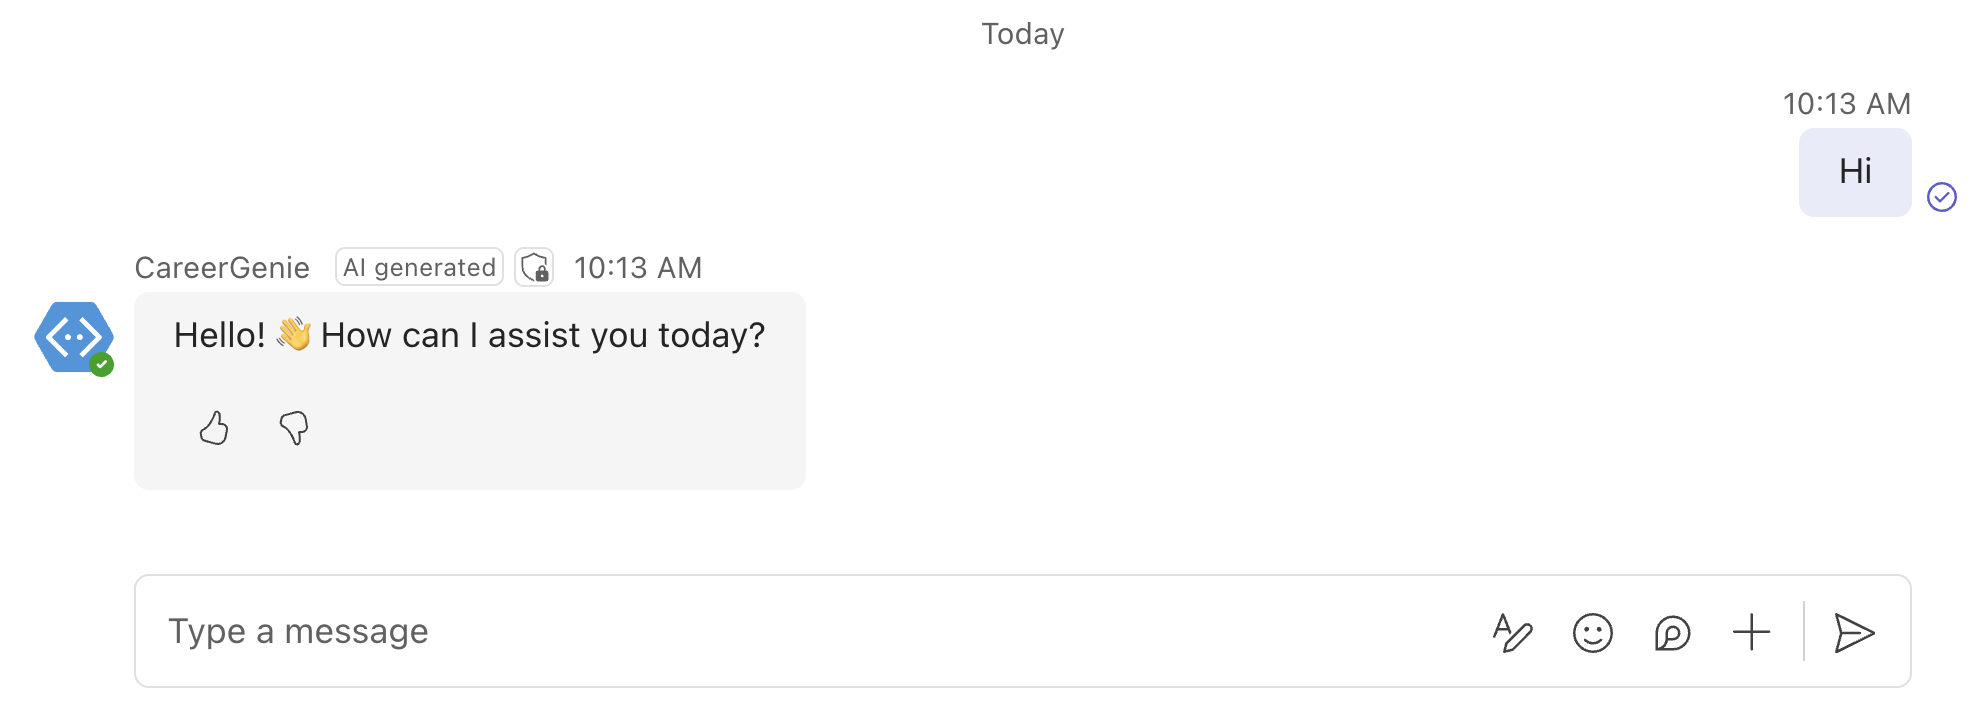 Today
10:13 AM
Hi
CareerGenie AI generated 10:13 AM
Hello! 👋 How can I assist you today?
Type a message